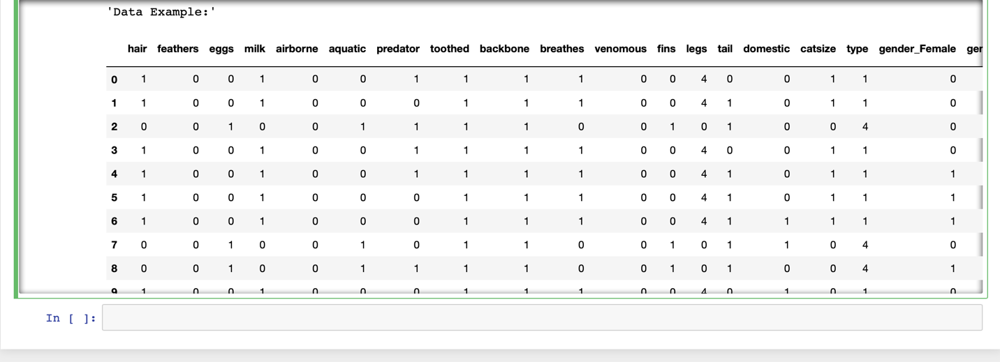 'Data Example:'
hair feathers eggs milk airborne aquatic predator toothed backbone breathes venomous fins legs tail domestic catsize type gender_Female
0 1 0 0 1 0 0 1 1 1 1 0 0 4 0 0 1 1 0
1 1 0 0 1 0 0 0 1 1 1 0 0 4 1 0 1 1 0
2 0 0 1 0 0 1 1 1 1 0 0 1 0 1 0 0 4 0
3 1 0 0 1 0 0 1 1 1 1 0 0 4 0 0 1 1 0
4 1 0 0 1 0 0 1 1 1 1 0 0 4 1 0 1 1 1
5 1 0 0 1 0 0 0 1 1 1 0 0 4 1 0 1 1 1
6 1 0 0 1 0 0 0 1 1 1 0 0 4 1 1 1 1 1
7 0 0 1 0 0 1 0 1 1 0 0 1 0 1 1 0 4 0
8 0 0 1 0 0 1 1 1 1 0 0 1 0 1 0 0 4 1
9 1 0 0 1 0 0 0 1 1 1 0 0 4 0 1 0 1 0
In [ ]: